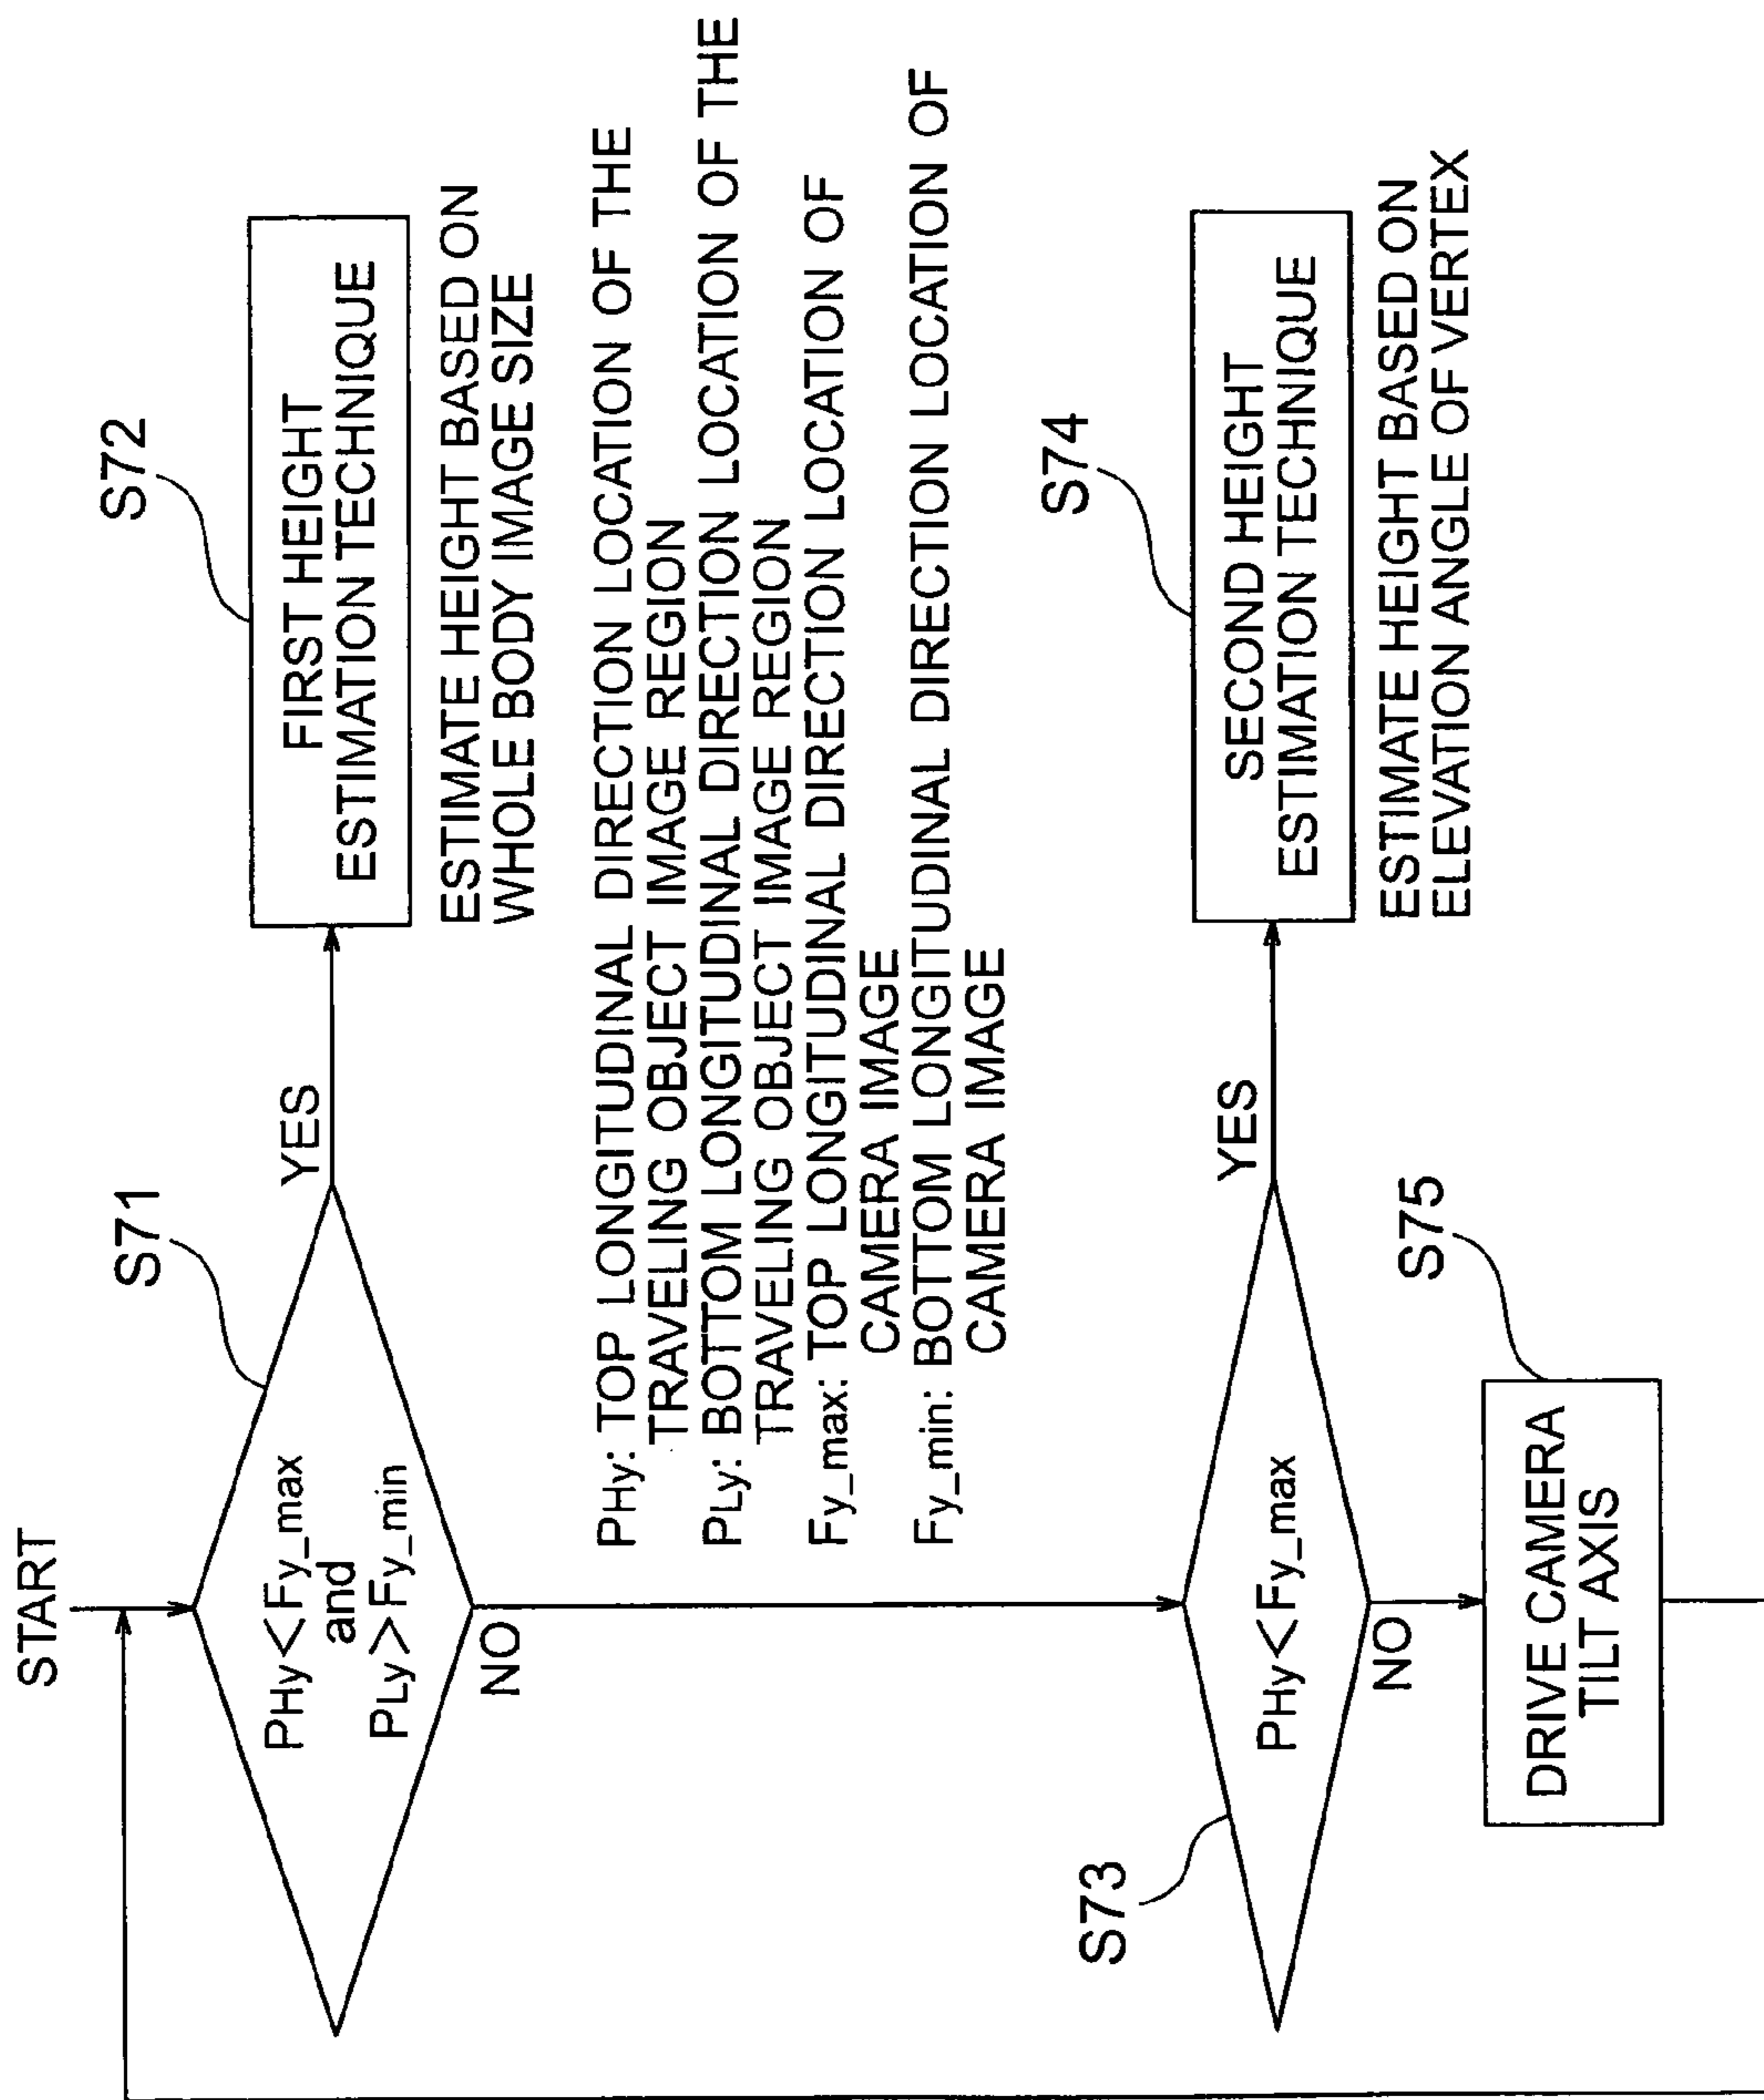 START
S71
PHy<Fy_max
and
PLy>Fy_min
YES
NO
S72
FIRST HEIGHT
ESTIMATION TECHNIQUE
ESTIMATE HEIGHT BASED ON
WHOLE BODY IMAGE SIZE
PHy: TOP LONGITUDINAL DIRECTION LOCATION OF THE
TRAVELING OBJECT IMAGE REGION
PLy: BOTTOM LONGITUDINAL DIRECTION LOCATION OF THE
TRAVELING OBJECT IMAGE REGION
Fy_max: TOP LONGITUDINAL DIRECTION LOCATION OF
CAMERA IMAGE
Fy_min: BOTTOM LONGITUDINAL DIRECTION LOCATION OF
CAMERA IMAGE
S73
PHy<Fy_max
YES
NO
S74
SECOND HEIGHT
ESTIMATION TECHNIQUE
ESTIMATE HEIGHT BASED ON
ELEVATION ANGLE OF VERTEX
S75
DRIVE CAMERA
TILT AXIS